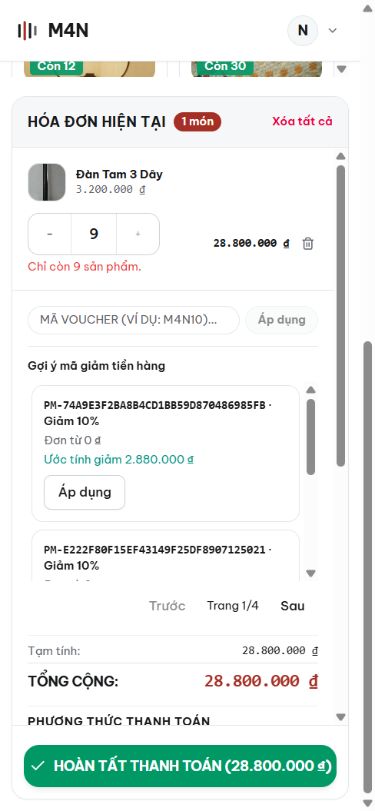 M4N
N
Còn 12
Còn 30
HÓA ĐƠN HIỆN TẠI
1 món
Xóa tất cả
Đàn Tam 3 Dây
3.200.000 ₫
- 9 +
28.800.000 ₫
Chỉ còn 9 sản phẩm.
MÃ VOUCHER (VÍ DỤ: M4N10)...
Áp dụng
Gợi ý mã giảm tiền hàng
PM-74A9E3F2BA8B4CD1BB59D870486985FB ·
Giảm 10%
Đơn từ 0 ₫
Ước tính giảm 2.880.000 ₫
Áp dụng
PM-E222F80F15EF43149F25DF8907125021 ·
Giảm 10%
Trước
Trang 1/4
Sau
Tạm tính:
28.800.000 ₫
TỔNG CỘNG:
28.800.000 ₫
PHƯƠNG THỨC THANH TOÁN
HOÀN TẤT THANH TOÁN (28.800.000 ₫)